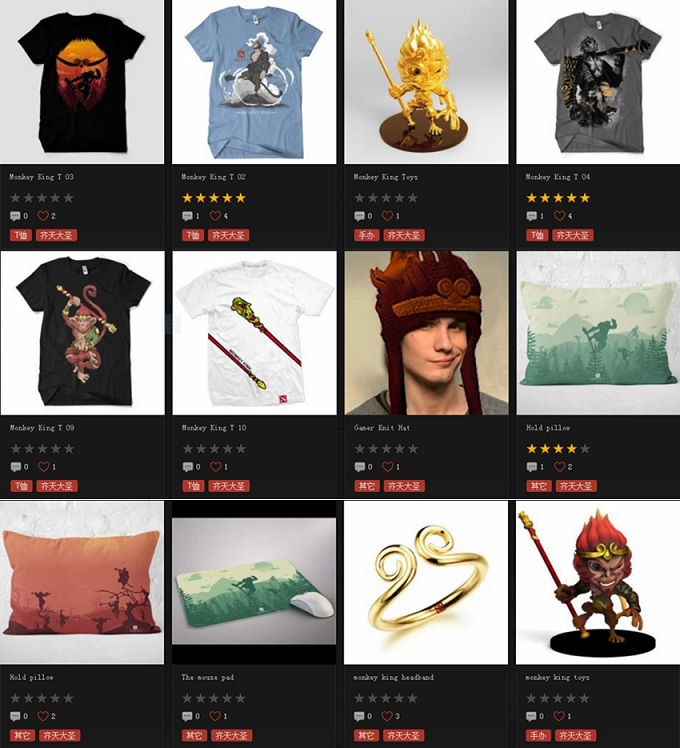 Monkey King T 03
0 2
T恤 齐天大圣
Monkey King T 02
1 4
T恤 齐天大圣
Monkey King Toys
0 1
手办 齐天大圣
Monkey King T 04
1 4
T恤 齐天大圣
Monkey King T 09
0 1
T恤 齐天大圣
Monkey King T 10
0 1
T恤 齐天大圣
Gamer Knit Hat
0 1
其它 齐天大圣
Hold pillow
1 2
其它 齐天大圣
Hold pillow
0 2
其它 齐天大圣
The mouse pad
0 1
其它 齐天大圣
monkey king headband
0 3
其它 齐天大圣
monkey king toys
0 1
手办 齐天大圣